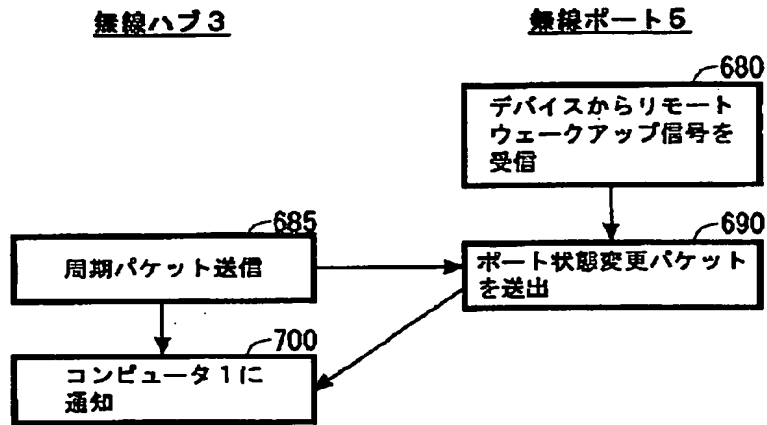 無線ハブ3
無線ポート5
680
デバイスからリモート
ウェークアップ信号を
受信
685
周期パケット送信
690
ポート状態変更パケット
を送出
700
コンピュータ1に
通知